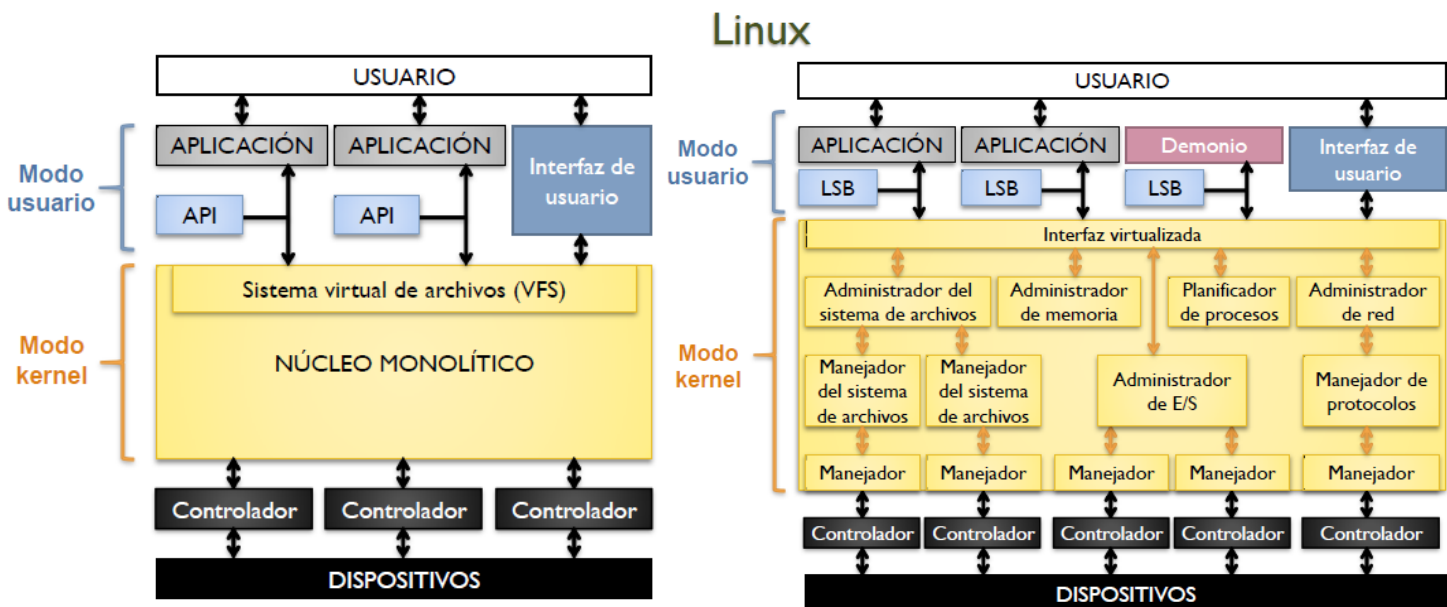 Linux
USUARIO
APLICACIÓN
APLICACIÓN
Interfaz de
usuario
API
API
Modo
usuario
Sistema virtual de archivos (VFS)
NÚCLEO MONOLÍTICO
Modo
kernel
Controlador
Controlador
Controlador
DISPOSITIVOS
USUARIO
APLICACIÓN
APLICACIÓN
Demonio
Interfaz de
usuario
LSB
LSB
LSB
Modo
usuario
Interfaz virtualizada
Administrador del
sistema de archivos
Administrador
de memoria
Planificador
de procesos
Administrador
de red
Modo
kernel
Manejador
del sistema
de archivos
Manejador
del sistema
de archivos
Administrador
de E/S
Manejador de
protocolos
Manejador
Manejador
Manejador
Manejador
Manejador
Controlador
Controlador
Controlador
Controlador
Controlador
DISPOSITIVOS